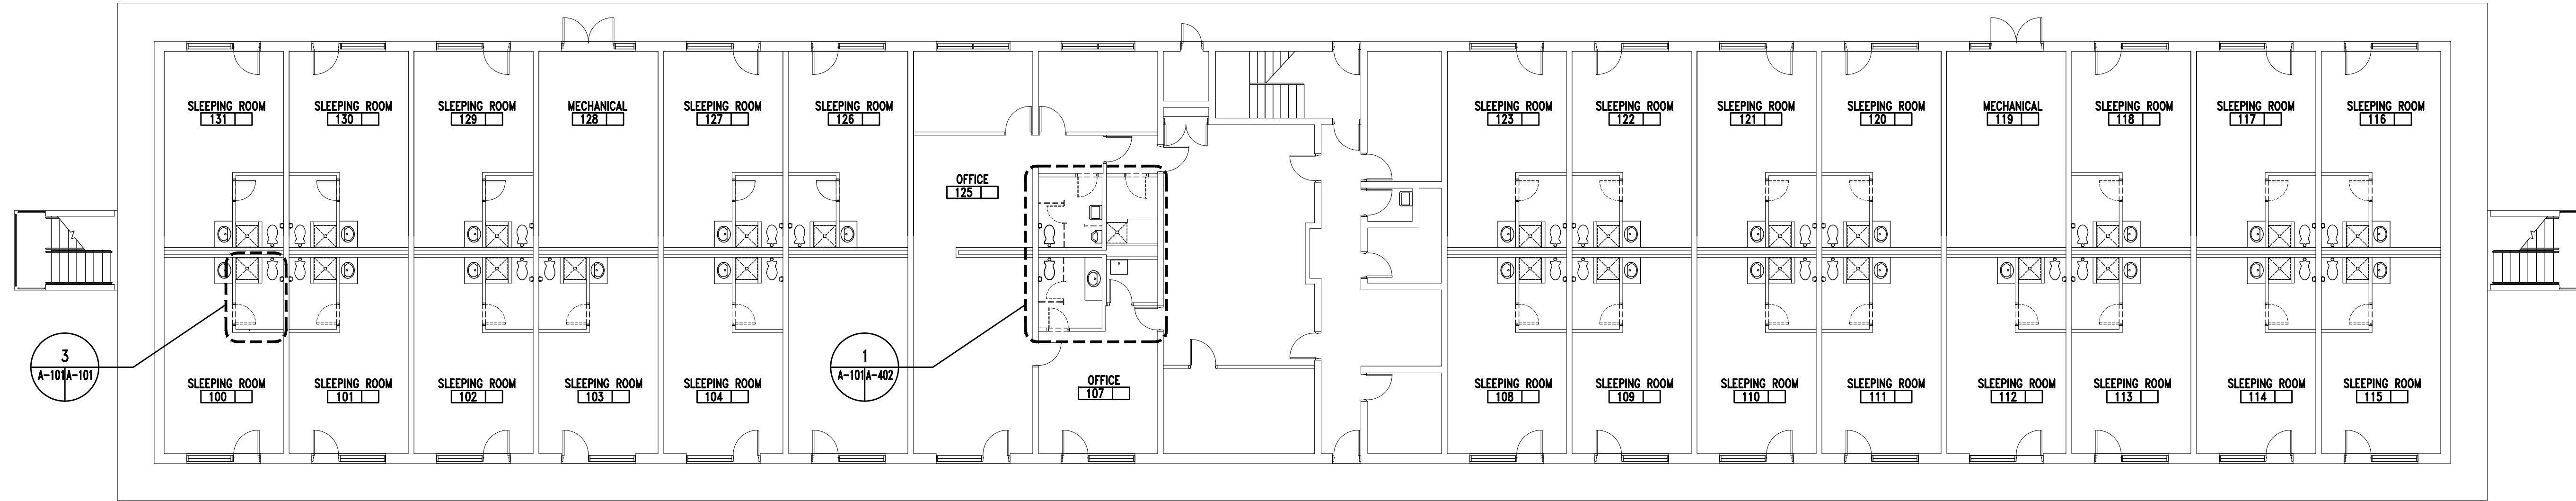 SLEEPING ROOM
131
SLEEPING ROOM
130
SLEEPING ROOM
129
MECHANICAL
128
SLEEPING ROOM
127
SLEEPING ROOM
126
SLEEPING ROOM
123
SLEEPING ROOM
122
SLEEPING ROOM
121
SLEEPING ROOM
120
MECHANICAL
119
SLEEPING ROOM
118
SLEEPING ROOM
117
SLEEPING ROOM
116
OFFICE
125
3
A-101 A-101
1
A-101 A-402
SLEEPING ROOM
100
SLEEPING ROOM
101
SLEEPING ROOM
102
SLEEPING ROOM
103
SLEEPING ROOM
104
OFFICE
107
SLEEPING ROOM
108
SLEEPING ROOM
109
SLEEPING ROOM
110
SLEEPING ROOM
111
SLEEPING ROOM
112
SLEEPING ROOM
113
SLEEPING ROOM
114
SLEEPING ROOM
115